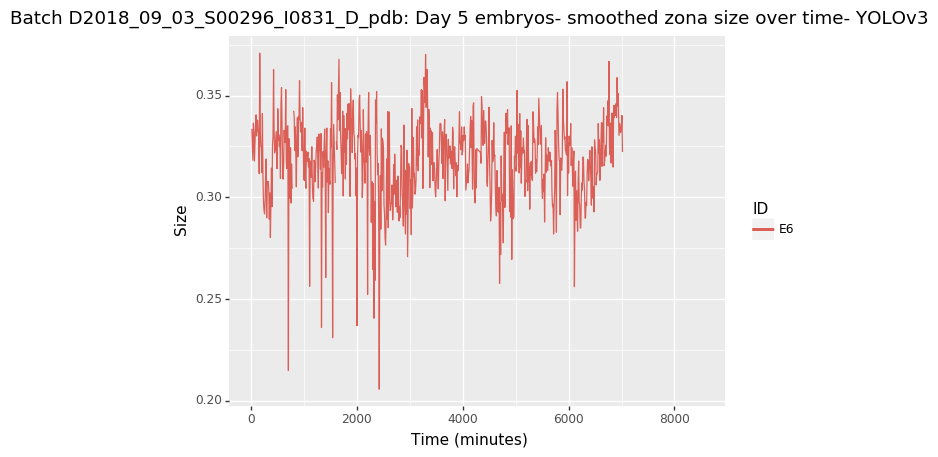 Batch D2018_09_03_S00296_I0831_D_pdb: Day 5 embryos- smoothed zona size over time- YOLOv3
0.35
0.30
0.25
0.20
Size
0
2000
4000
6000
8000
Time (minutes)
ID
E6